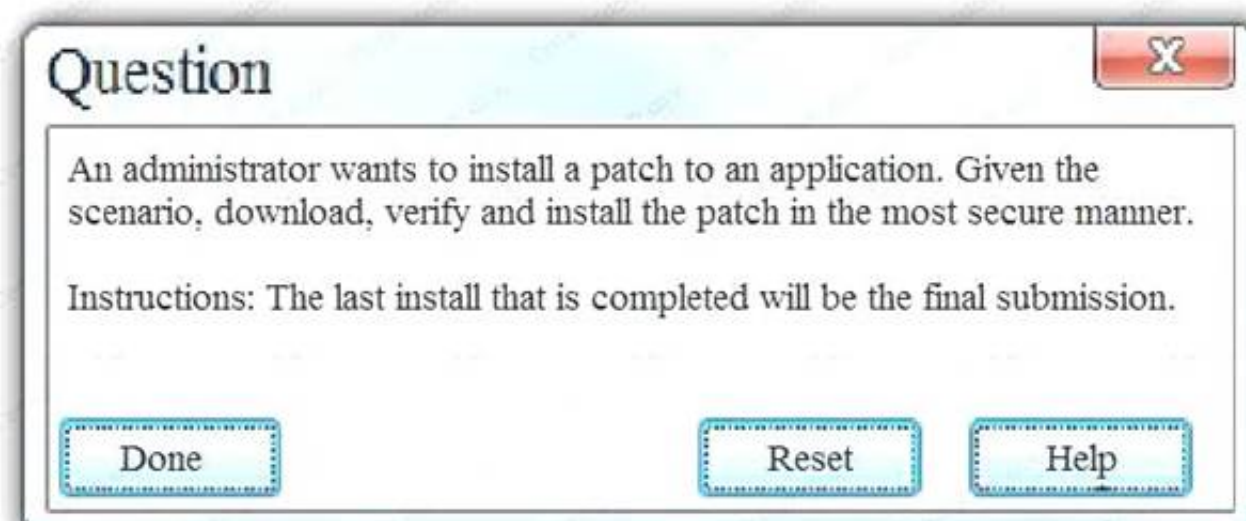 Question
X
An administrator wants to install a patch to an application. Given the
scenario, download, verify and install the patch in the most secure manner.
Instructions: The last install that is completed will be the final submission.
Done
Reset
Help